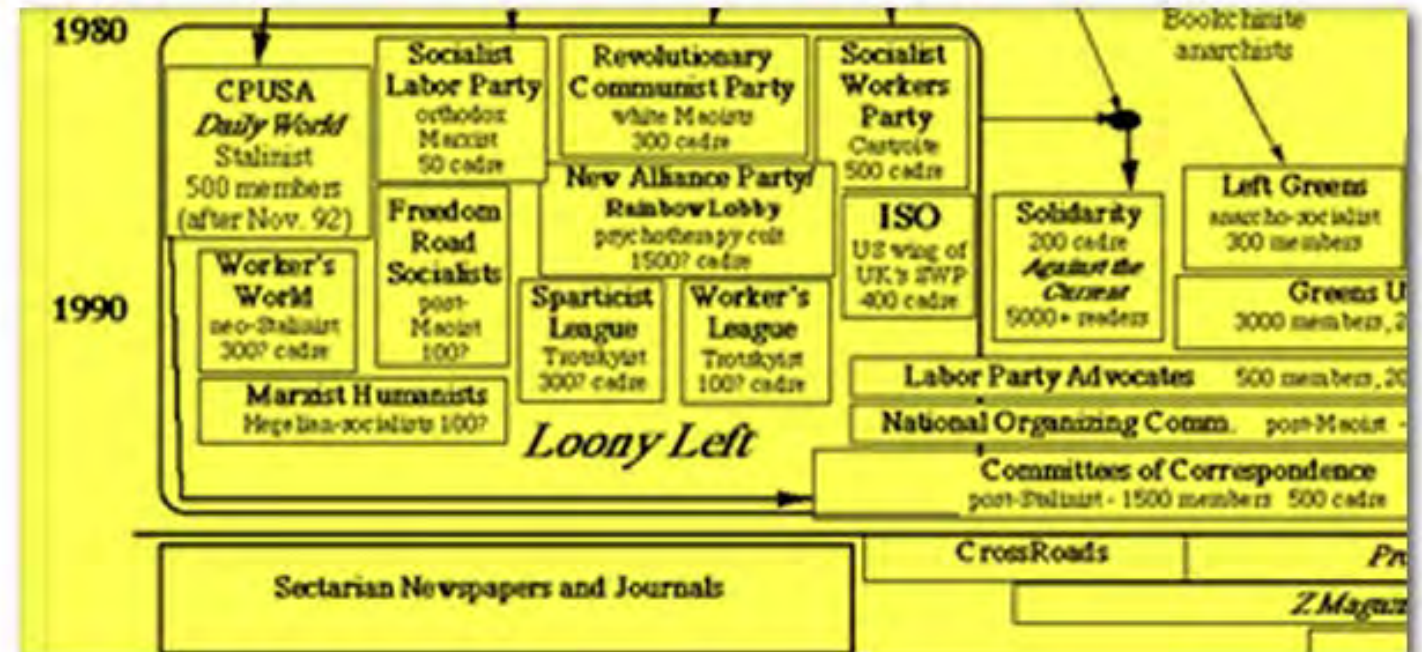 1980
Bookchinite
anarchists
CPUSA
Daily World
Stalinist
500 members
(after Nov. 92)
Socialist
Labor Party
orthodox
Marxist
50 cadre
Revolutionary
Communist Party
white Maoists
300 cadre
Socialist
Workers
Party
Castroite
500 cadre
New Alliance Party/
Rainbow Lobby
psychotherapy cult
1500? cadre
Freedom
Road
Socialists
post-
Maoist
100?
ISO
US wing of
UK's SWP
400 cadre
Solidarity
200 cadre
Against the
Current
5000+ readers
Left Greens
anarcho-socialist
300 members
1990
Worker's
World
neo-Stalinist
300? cadre
Sparticist
League
Trotskyist
300? cadre
Worker's
League
Trotskyist
100? cadre
Greens U
3000 members, 2
Marxist Humanists
Hegelian-socialists 100?
Labor Party Advocates 500 members, 20
National Organizing Comm. post-Maoist -
Loony Left
Committees of Correspondence
post-Stalinist - 1500 members 500 cadre
Sectarian Newspapers and Journals
CrossRoads
Pr
Z Magaz